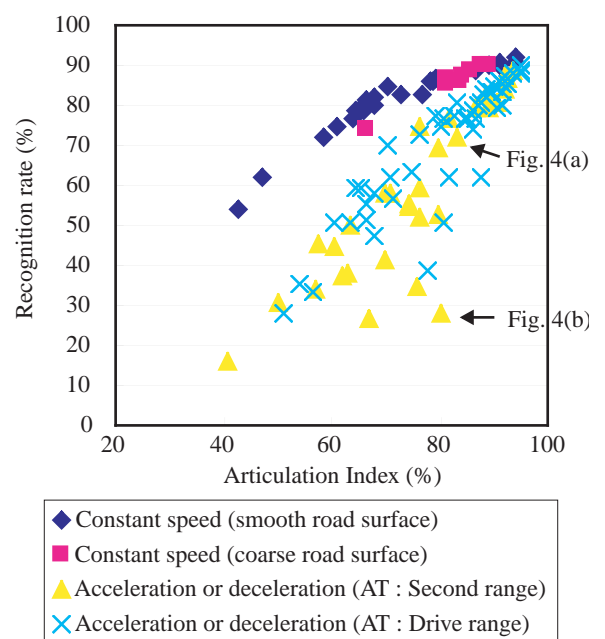 100
90
80
70
60
50
40
30
20
10
0
Recognition rate (%)
Fig. 4(a)
Fig. 4(b)
20 40 60 80 100
Articulation Index (%)
Constant speed (smooth road surface)
Constant speed (coarse road surface)
Acceleration or deceleration (AT : Second range)
Acceleration or deceleration (AT : Drive range)